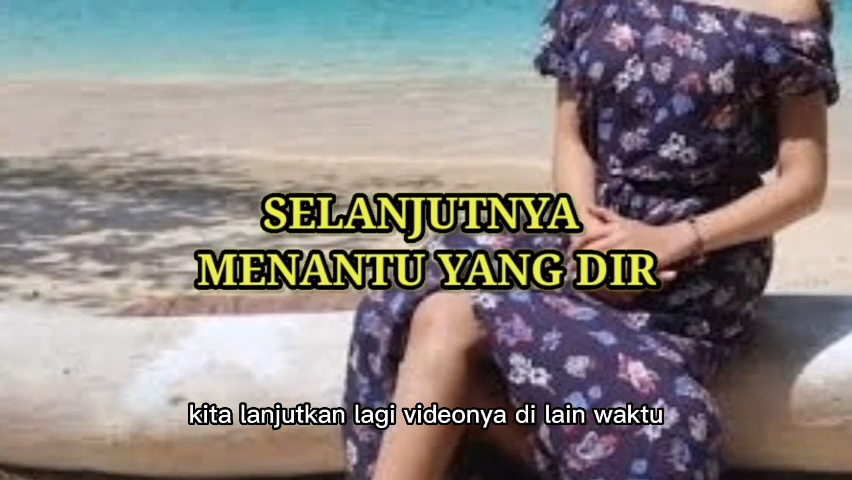 SELANJUTNYA
MENANTU YANG DIR
kita lanjutkan lagi videonya di lain waktu